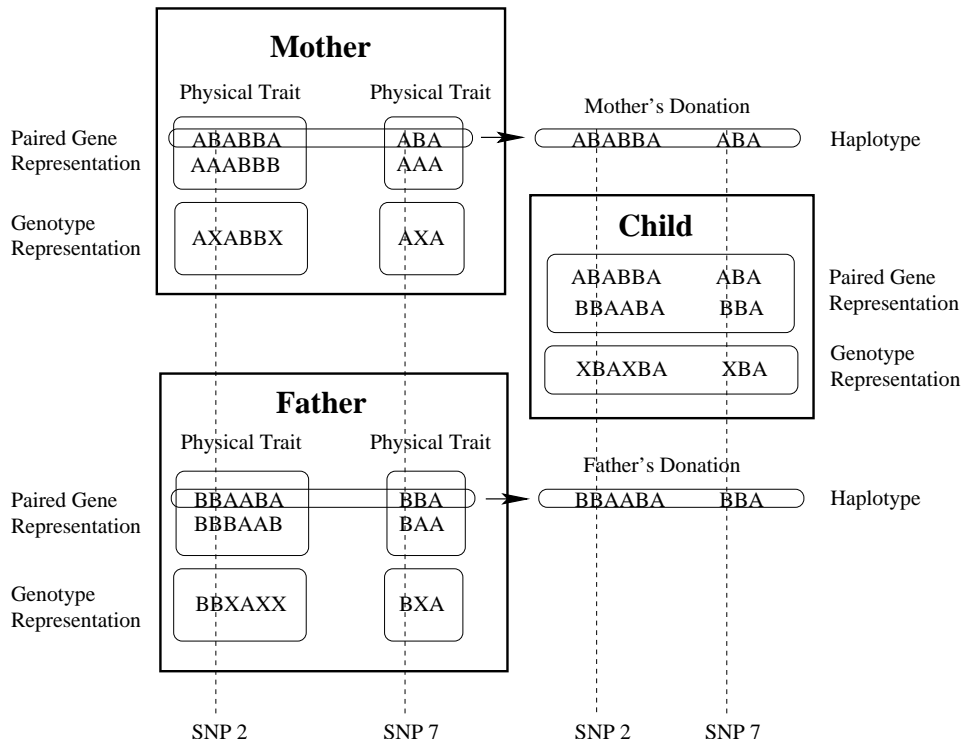 Mother
Physical Trait Physical Trait
Paired Gene
Representation
ABABBA ABA
AAABBB AAA
Genotype
Representation
AXABBX AXA
Mother's Donation
ABABBA ABA
Haplotype
Child
ABABBA ABA
BBAABA BBA
Paired Gene
Representation
XBAXBA XBA
Genotype
Representation
Father
Physical Trait Physical Trait
Paired Gene
Representation
BBAABA BBA
BBBAAB BAA
Genotype
Representation
BBXAXX BXA
Father's Donation
BBAABA BBA
Haplotype
SNP 2 SNP 7 SNP 2 SNP 7